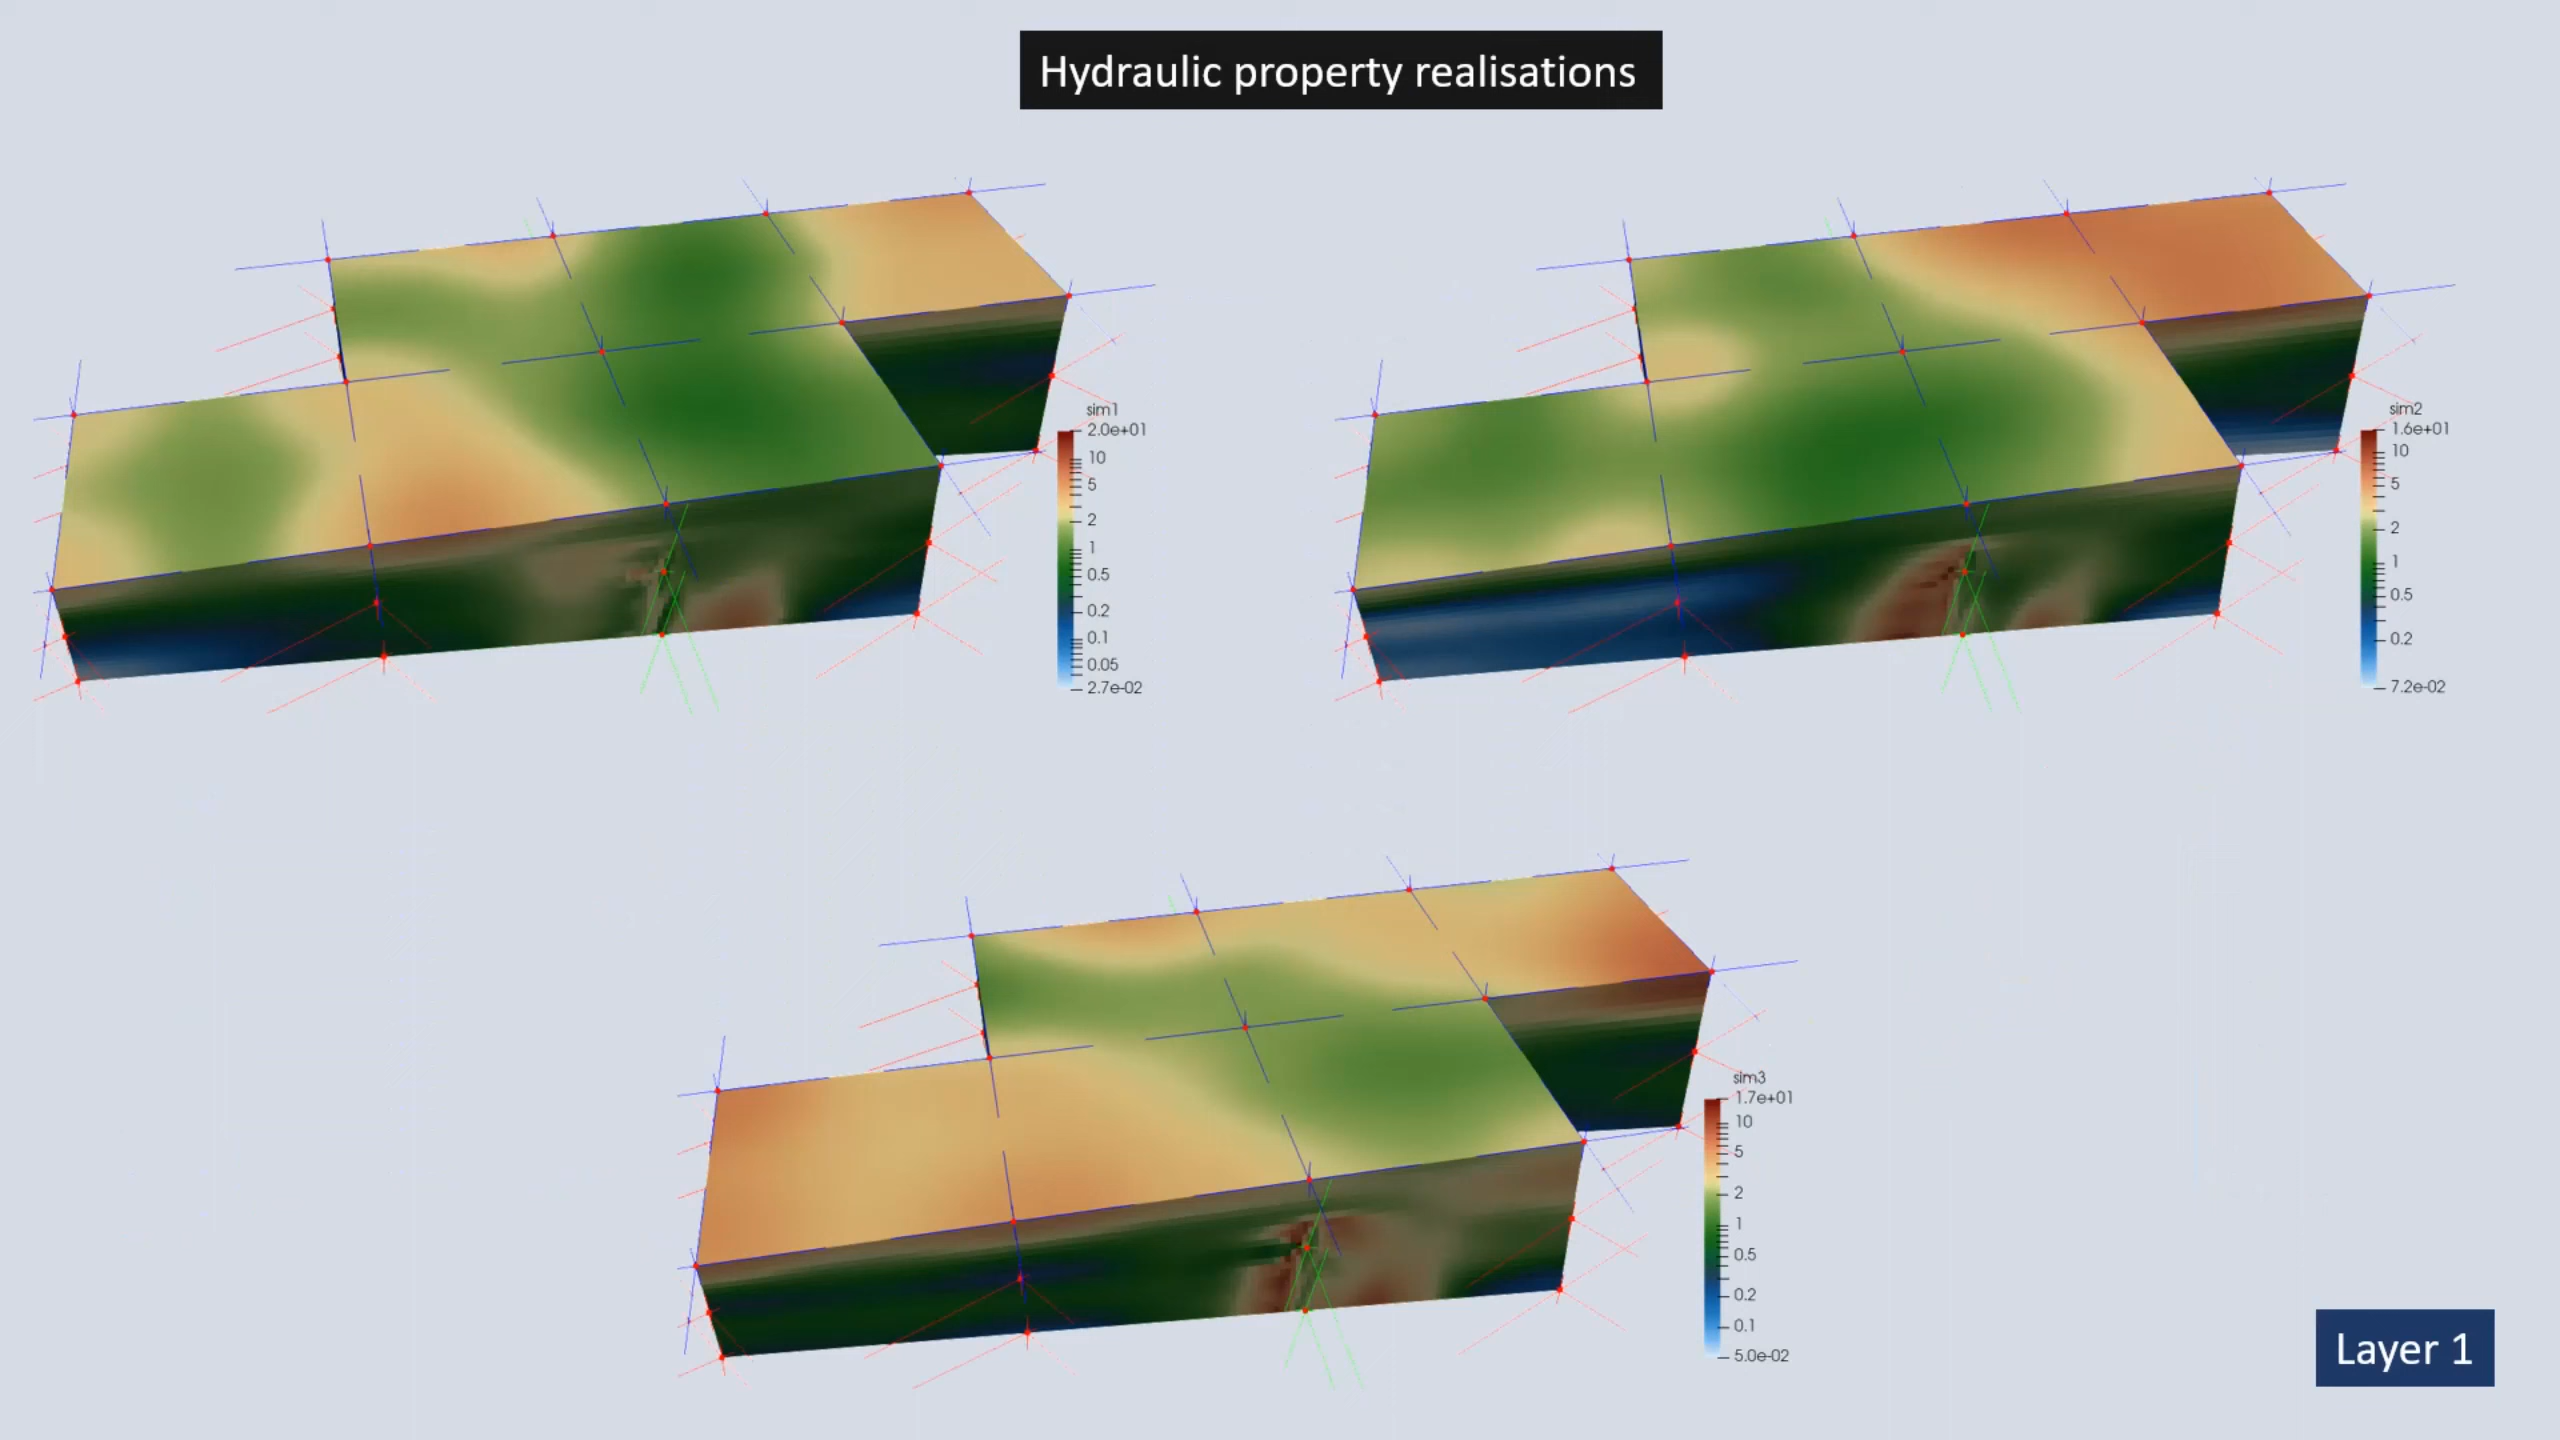 Hydraulic property realisations
sim1
2.0e+01
10
5
2
1
0.5
0.2
0.1
0.05
2.7e-02
sim2
1.6e+01
10
5
2
1
0.5
0.2
7.2e-02
sim3
1.7e+01
10
5
2
1
0.5
0.2
0.1
5.0e-02
Layer 1